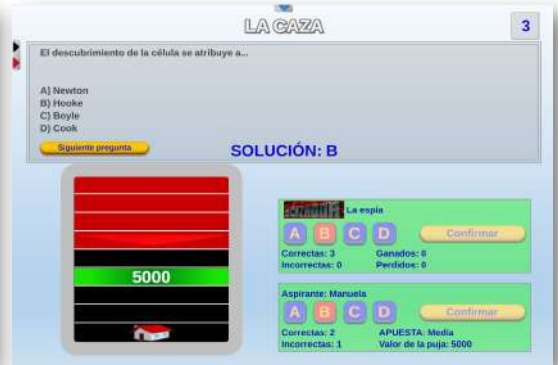 LA CAZA
3
El descubrimiento de la célula se atribuye a...
A) Newton
B) Hooke
C) Boyle
D) Cook
Siguiente pregunta
SOLUCIÓN: B
5000
La espía
A B C D
Confirmar
Correctas: 3 Ganados: 0
Incorrectas: 0 Perdidos: 0
Aspirante: Manuela
A B C D
Confirmar
Correctas: 2 APUESTA: Media
Incorrectas: 1 Valor de la puja: 5000